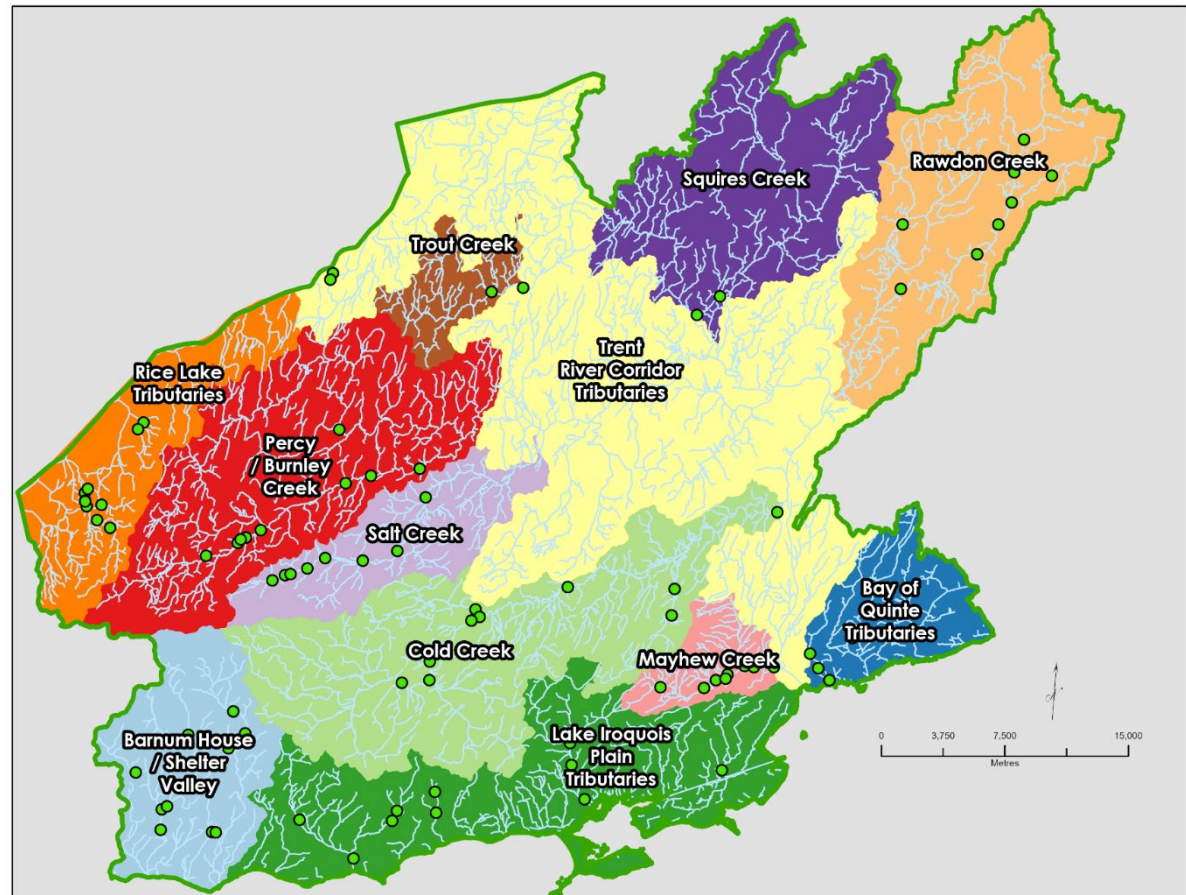 Squires Creek
Rawdon Creek
Trout Creek
Trent
River Corridor
Tributaries
Rice Lake
Tributaries
Percy
/ Burnley
Creek
Salt Creek
Bay of
Quinte
Tributaries
Cold Creek
Mayhew Creek
Barnum House
/ Shelter
Valley
Lake Iroquois
Plain
Tributaries
0 3,750 7,500 15,000
Metres